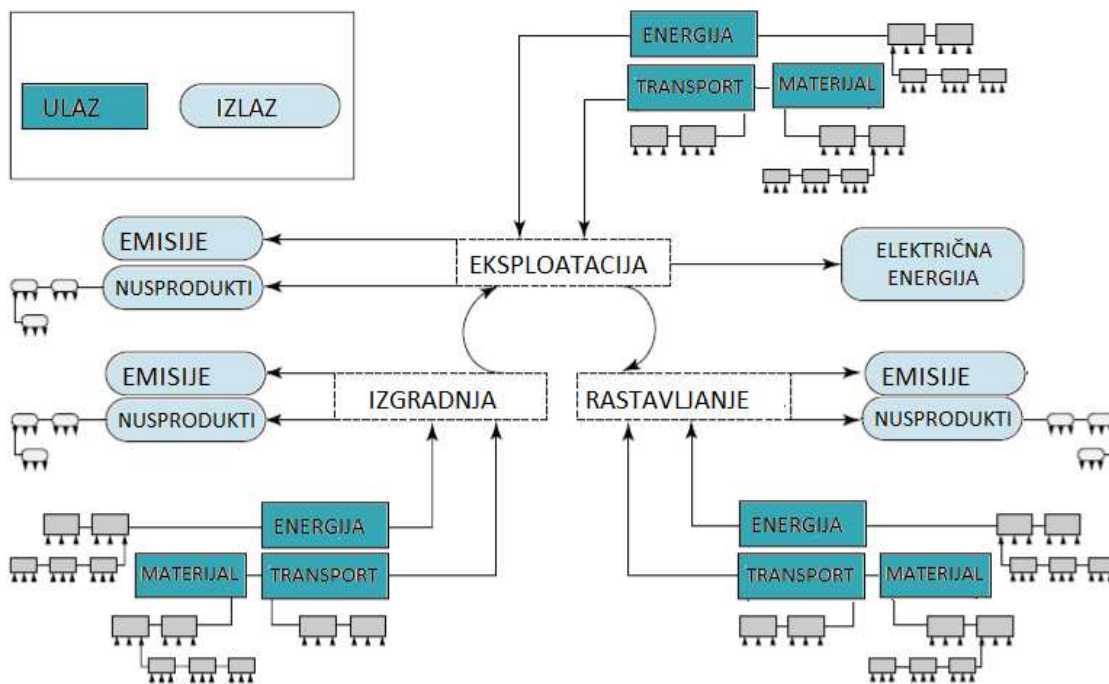 ENERGIJA
TRANSPORT
MATERIJAL
ULAZ
IZLAZ
EMISIJE
NUSPRODUKTI
EKSPLOATACIJA
ELEKTRIČNA
ENERGIJA
EMISIJE
NUSPRODUKTI
IZGRADNJA
RASTAVLJANJE
EMISIJE
NUSPRODUKTI
ENERGIJA
MATERIJAL
TRANSPORT
ENERGIJA
TRANSPORT
MATERIJAL